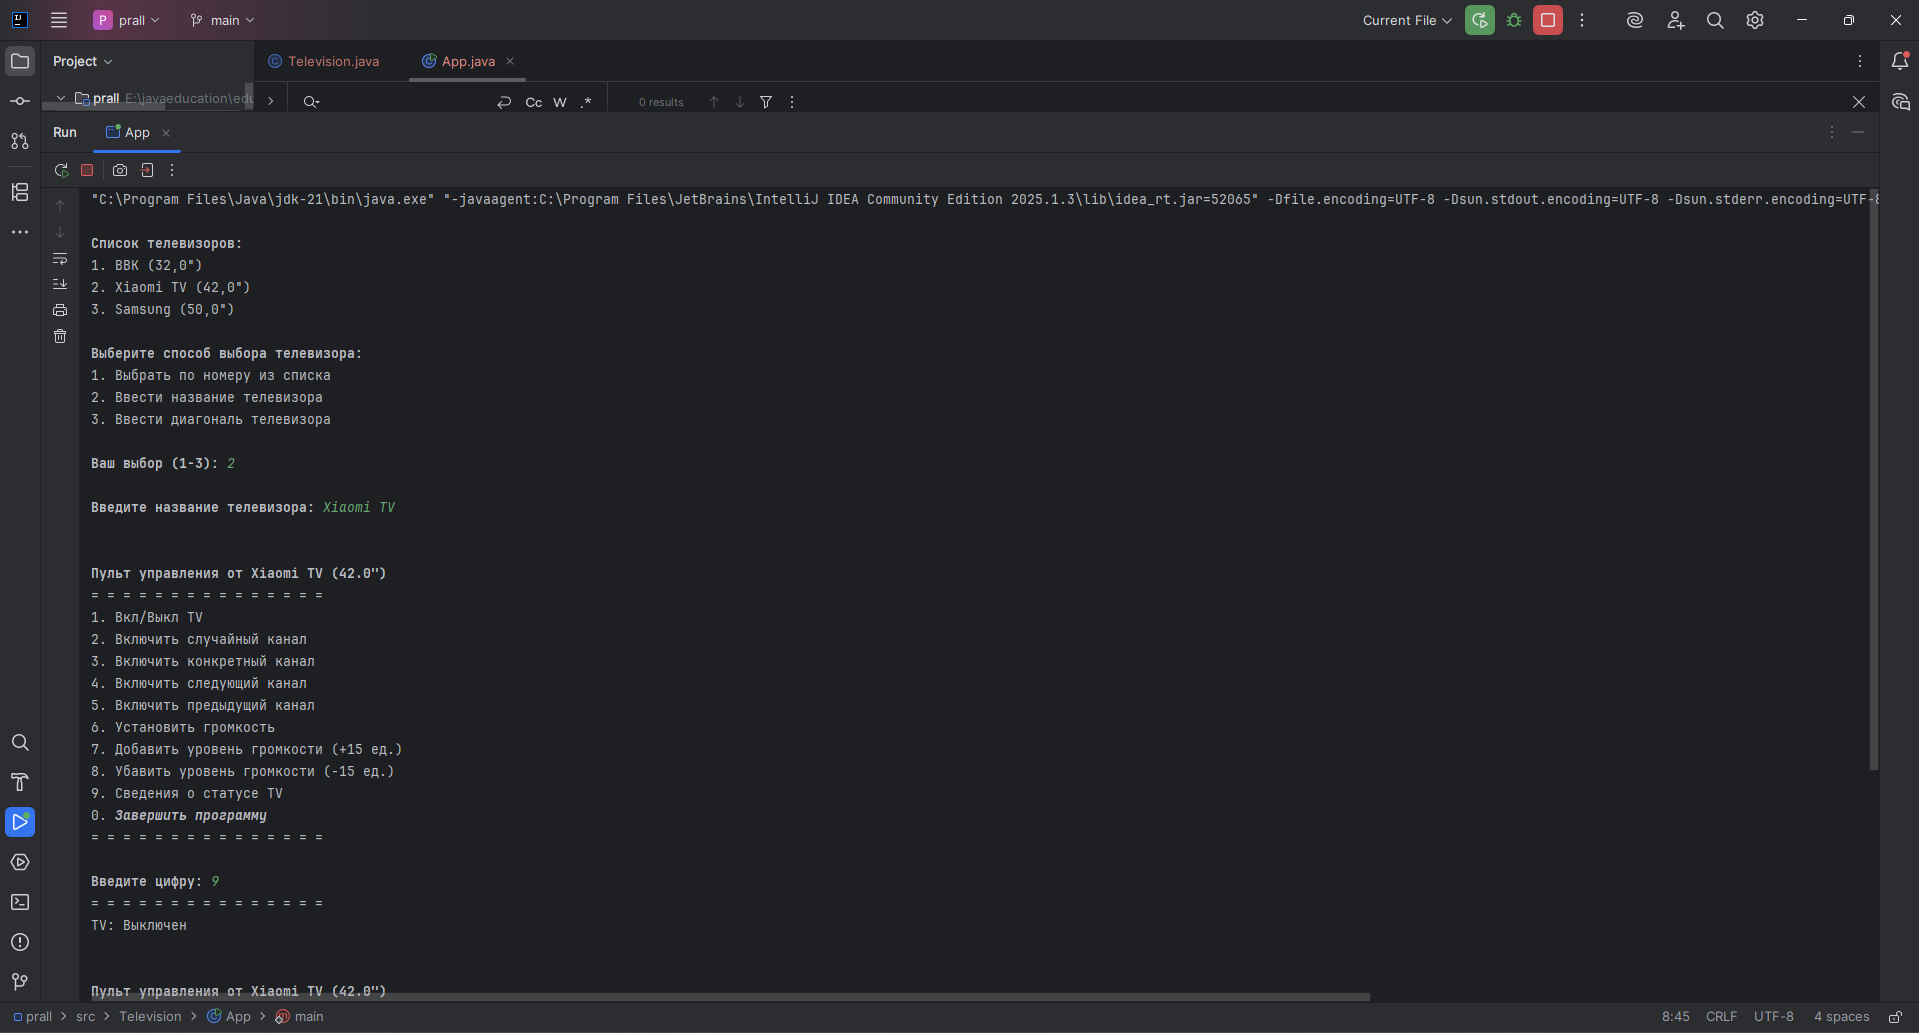 P prall main Current File
Project Television.java App.java
prall E:\javaeducation\edu Cc W .* 0 results
Run App
"C:\Program Files\Java\jdk-21\bin\java.exe" "-javaagent:C:\Program Files\JetBrains\IntelliJ IDEA Community Edition 2025.1.3\lib\idea_rt.jar=52065" -Dfile.encoding=UTF-8 -Dsun.stdout.encoding=UTF-8 -Dsun.stderr.encoding=UTF-8
Список телевизоров:
1. BBK (32,0")
2. Xiaomi TV (42,0")
3. Samsung (50,0")
Выберите способ выбора телевизора:
1. Выбрать по номеру из списка
2. Ввести название телевизора
3. Ввести диагональ телевизора
Ваш выбор (1-3): 2
Введите название телевизора: Xiaomi TV
Пульт управления от Xiaomi TV (42.0")
= = = = = = = = = = = = = = =
1. Вкл/Выкл TV
2. Включить случайный канал
3. Включить конкретный канал
4. Включить следующий канал
5. Включить предыдущий канал
6. Установить громкость
7. Добавить уровень громкости (+15 ед.)
8. Убавить уровень громкости (-15 ед.)
9. Сведения о статусе TV
0. Завершить программу
= = = = = = = = = = = = = = =
Введите цифру: 9
= = = = = = = = = = = = = = =
TV: Выключен
Пульт управления от Xiaomi TV (42.0")
prall > src > Television > App > main 8:45 CRLF UTF-8 4 spaces